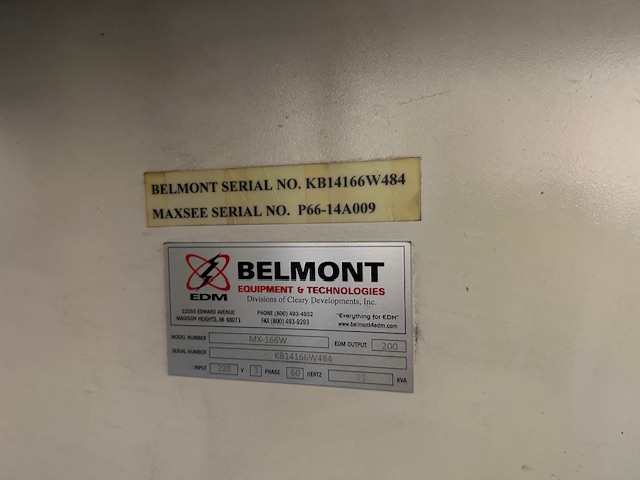 BELMONT SERIAL NO. KB14166W484
MAXSEE SERIAL NO. P66-14A009
EDM
BELMONT
EQUIPMENT & TECHNOLOGIES
Divisions of Cleary Developments, Inc.
32055 EDWARD AVENUE
MADISON HEIGHTS, MI 48071
PHONE (800) 493-4932
FAX (800) 493-9293
"Everything for EDM"
www.belmont4edm.com
MODEL NUMBER MX-166W EDM OUTPUT 200
SERIAL NUMBER KB14166W484
INPUT 220 V 3 PHASE 60 HERTZ KVA